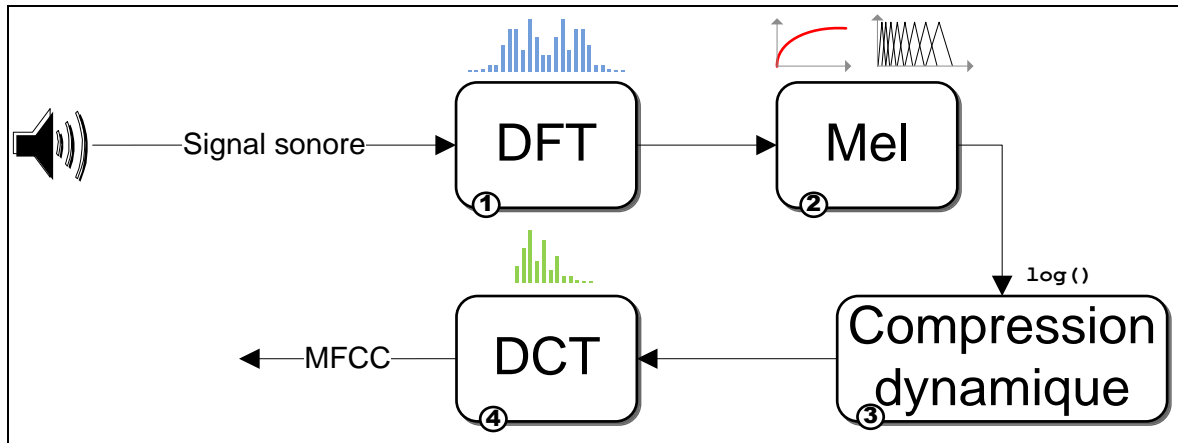 Signal sonore
DFT
1
Mel
2
log()
Compression
dynamique
3
DCT
4
MFCC